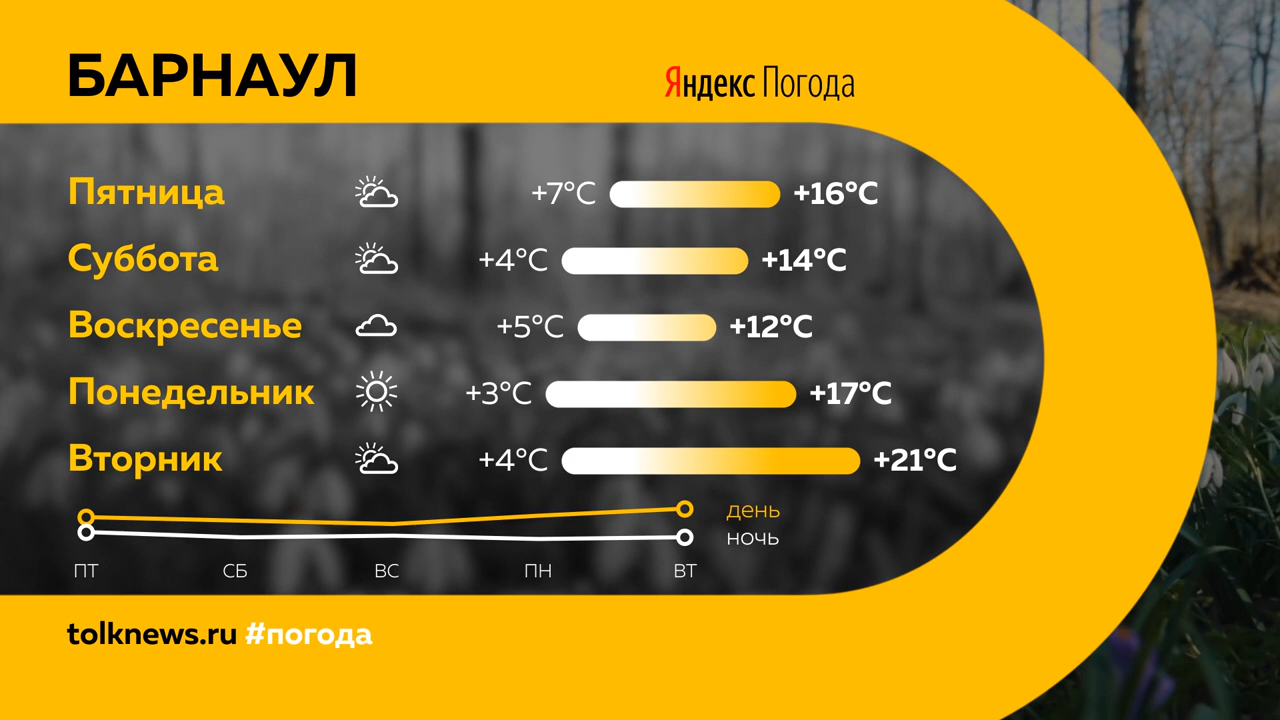 БАРНАУЛ
Яндекс Погода
Пятница +7°C +16°C
Суббота +4°C +14°C
Воскресенье +5°C +12°C
Понедельник +3°C +17°C
Вторник +4°C +21°C
день
ночь
ПТ СБ ВС ПН ВТ
tolknews.ru #погода